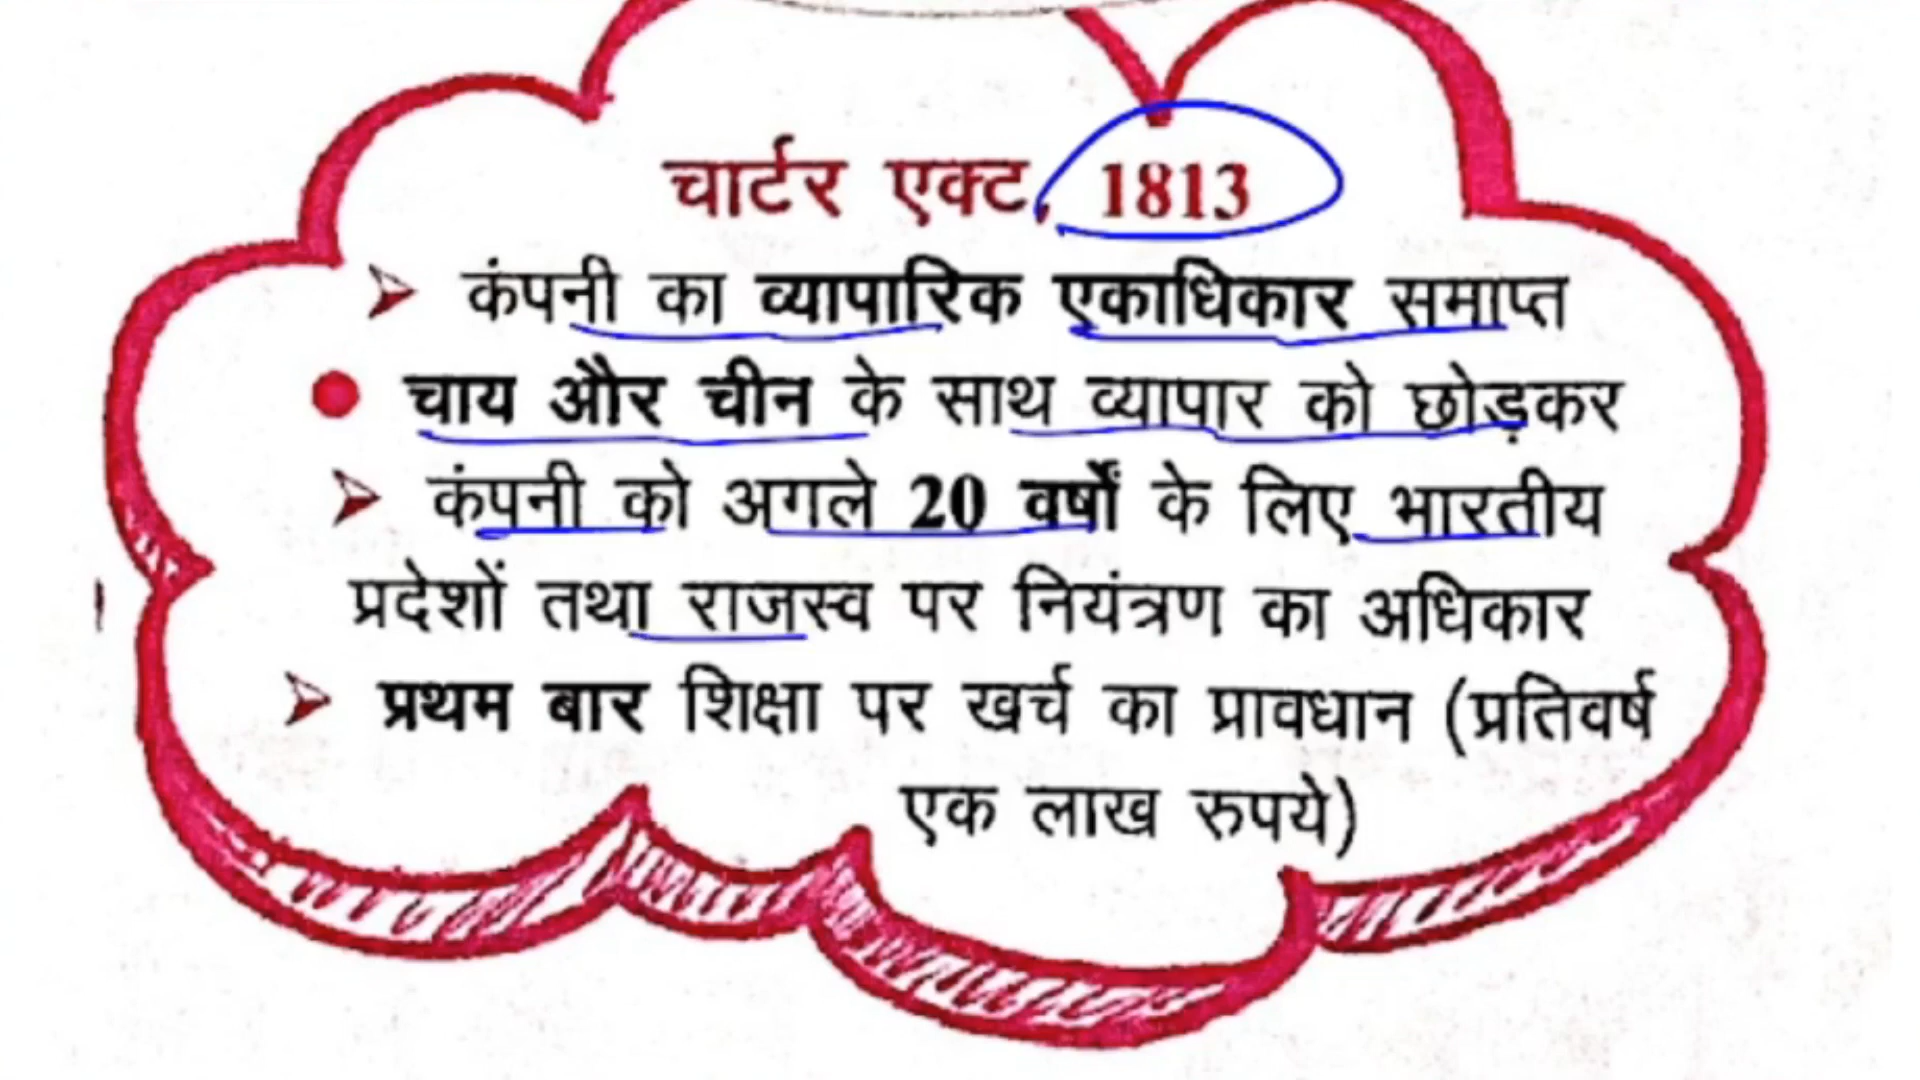 चार्टर एक्ट, 1813
➢ कंपनी का व्यापारिक एकाधिकार समाप्त
● चाय और चीन के साथ व्यापार को छोड़कर
➢ कंपनी को अगले 20 वर्षों के लिए भारतीय
प्रदेशों तथा राजस्व पर नियंत्रण का अधिकार
➢ प्रथम बार शिक्षा पर खर्च का प्रावधान (प्रतिवर्ष
एक लाख रुपये)